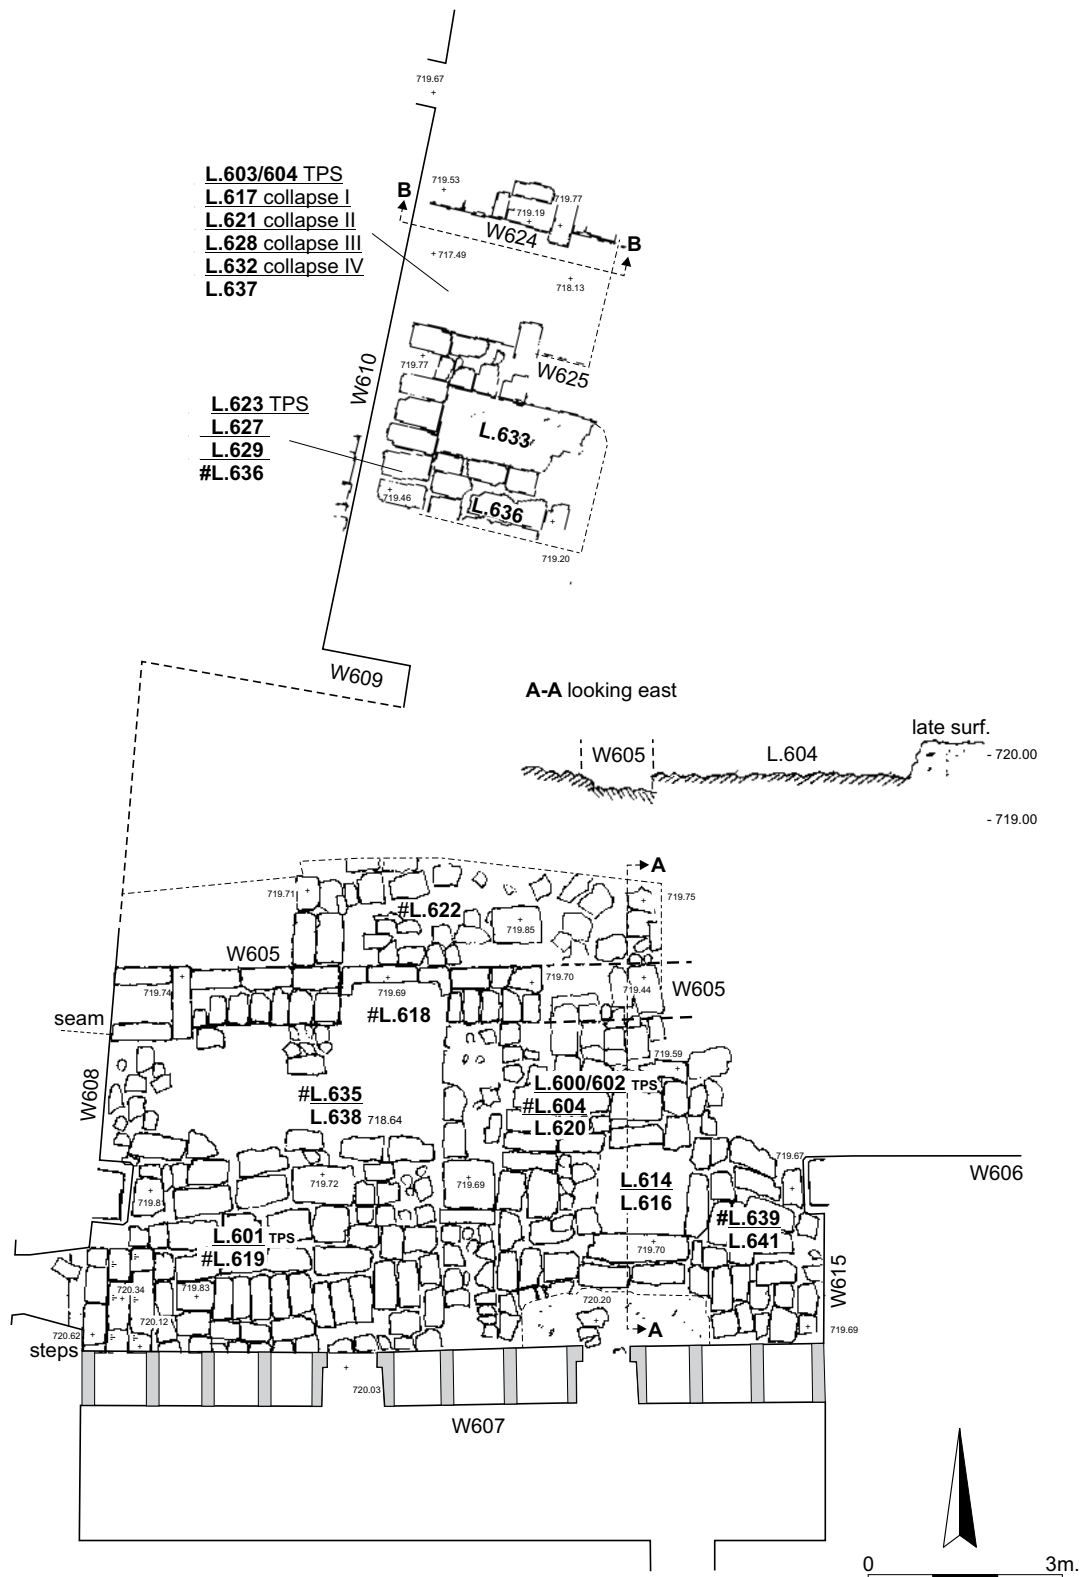 719.67
L.603/604 TPS
L.617 collapse I
L.621 collapse II
L.628 collapse III
L.632 collapse IV
L.637
B
719.53
719.77
719.19
W624
B
717.49
718.13
W610
719.77
W625
L.623 TPS
L.627
L.629
#L.636
L.633
719.46
L.636
719.20
W609
A-A looking east
late surf.
W605
L.604
- 720.00
- 719.00
A
719.71
719.75
#L.622
719.85
W605
719.70
719.74
719.69
719.44
W605
#L.618
seam
719.59
W608
#L.635
L.638 718.64
L.600/602 TPS
#L.604
L.620
719.67
W606
719.72
719.69
719.81
L.614
L.616
#L.639
L.641
L.601 TPS
#L.619
719.70
W615
720.34
719.83
720.20
720.12
720.62
A
719.69
steps
720.03
W607
0 3m.